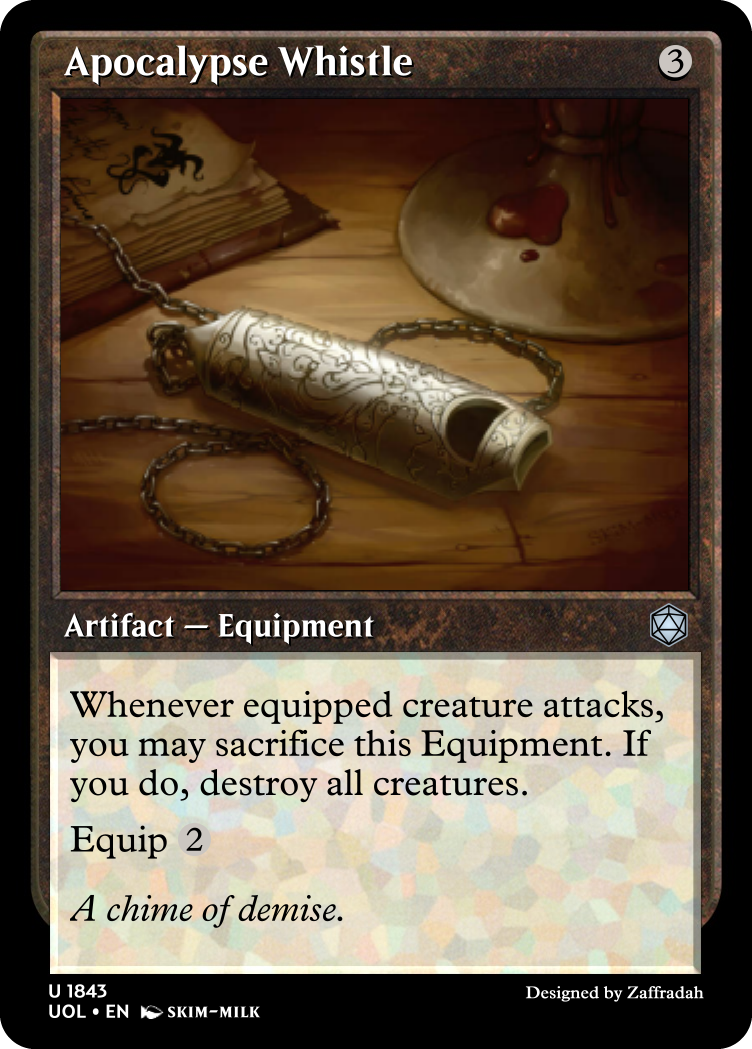 Apocalypse Whistle 3
Artifact — Equipment
Whenever equipped creature attacks,
you may sacrifice this Equipment. If
you do, destroy all creatures.
Equip 2
A chime of demise.
U 1843
UOL • EN SKIM-MILK
Designed by Zaffradah